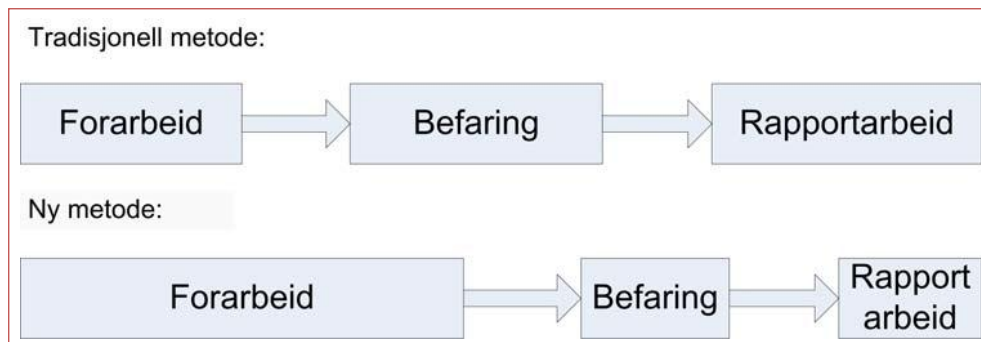 Tradisjonell metode:
Forarbeid
Befaring
Rapportarbeid
Ny metode:
Forarbeid
Befaring
Rapport
arbeid